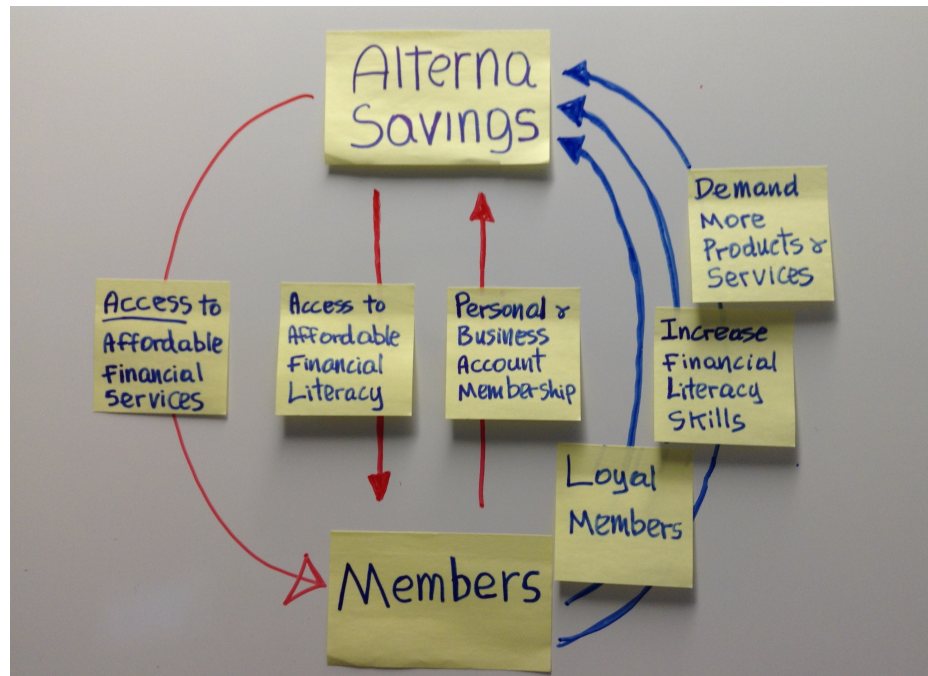 Alterna
Savings
Demand
More
Products &
Services
Access to
Affordable
Financial
Services
Access to
Affordable
Financial
Literacy
Personal &
Business
Account
Membership
Increase
Financial
Literacy
Skills
Loyal
Members
Members